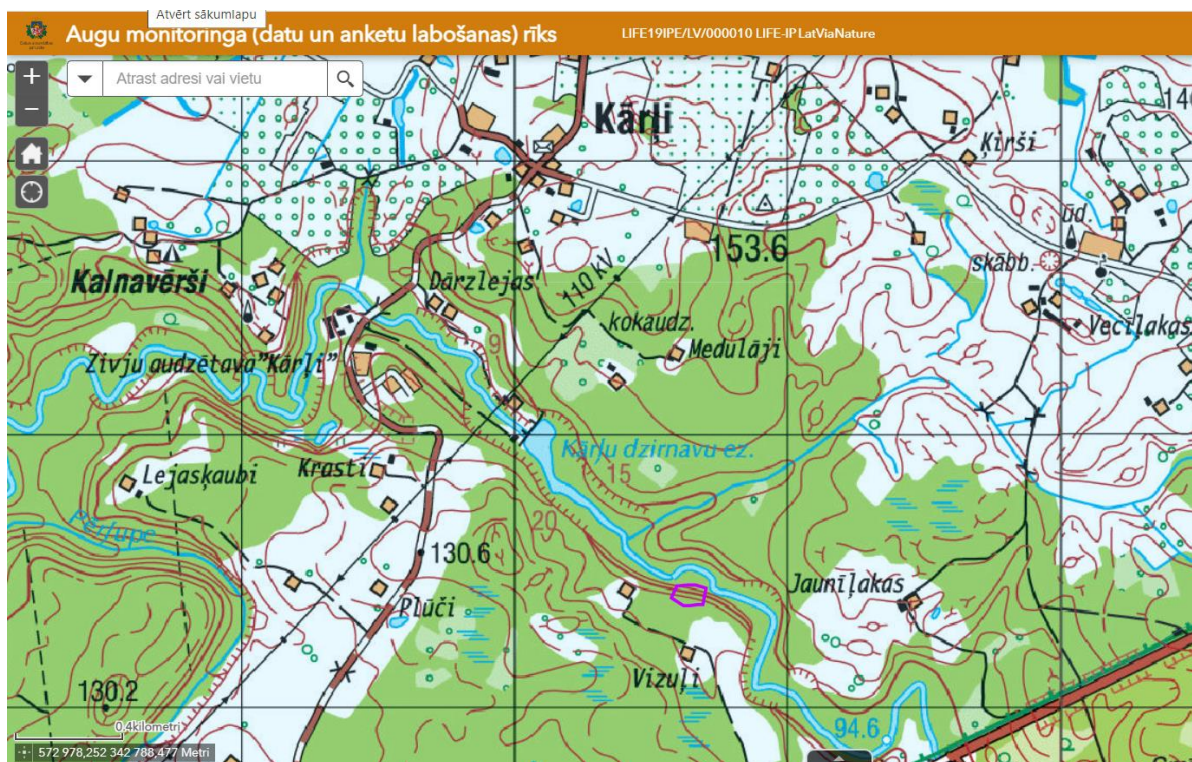 Atvērt sākumlapu
Augu monitoringa (datu un anketu labošanas) rīks
LIFE19IPE/LV/000010 LIFE-IP LatViaNature
+
Atrast adresi vai vietu
−
Kārļi
Ķirši
ūd.
153.6
skābb.
Kalnavērši
Dārzlejas
110 kV
kokaudz.
Vecīlakas
Medulāji
9
Zivju audzētava"Kārļi"
Kārļu dzirnavu ez.
15
Lejasķaubi
Krasti
20
Pērļupe
130.6
Jaunīļakas
Plūči
Vizuļi
130.2
94.6
0.4kilometri
572 978,252 342 788,477 Metri